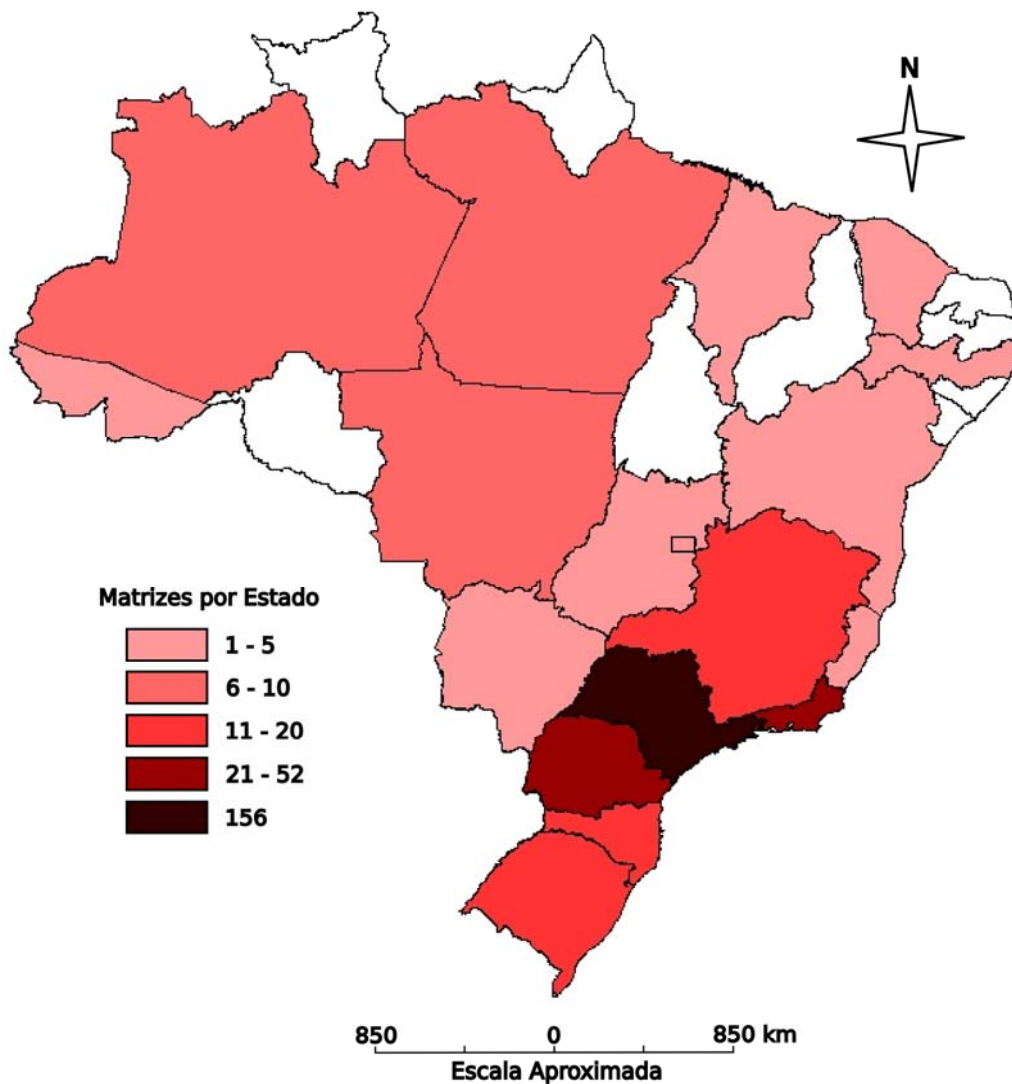 N
Matrizes por Estado
1 - 5
6 - 10
11 - 20
21 - 52
156
850 0 850 km
Escala Aproximada